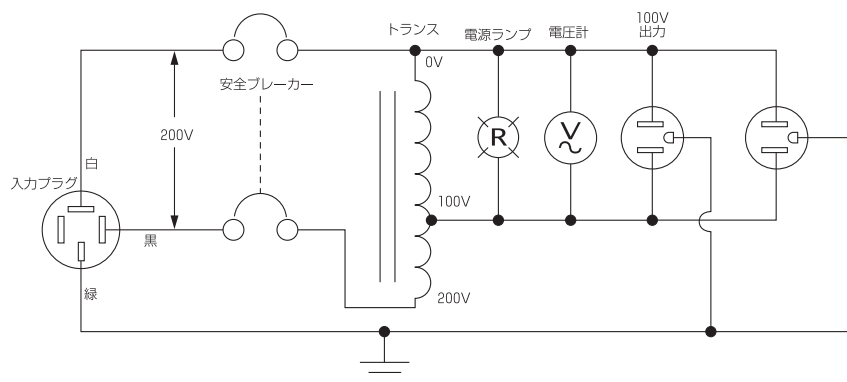 トランス
電源ランプ
電圧計
100V
出力
0V
安全ブレーカー
200V
白
入力プラグ
R
V
100V
黒
緑
200V